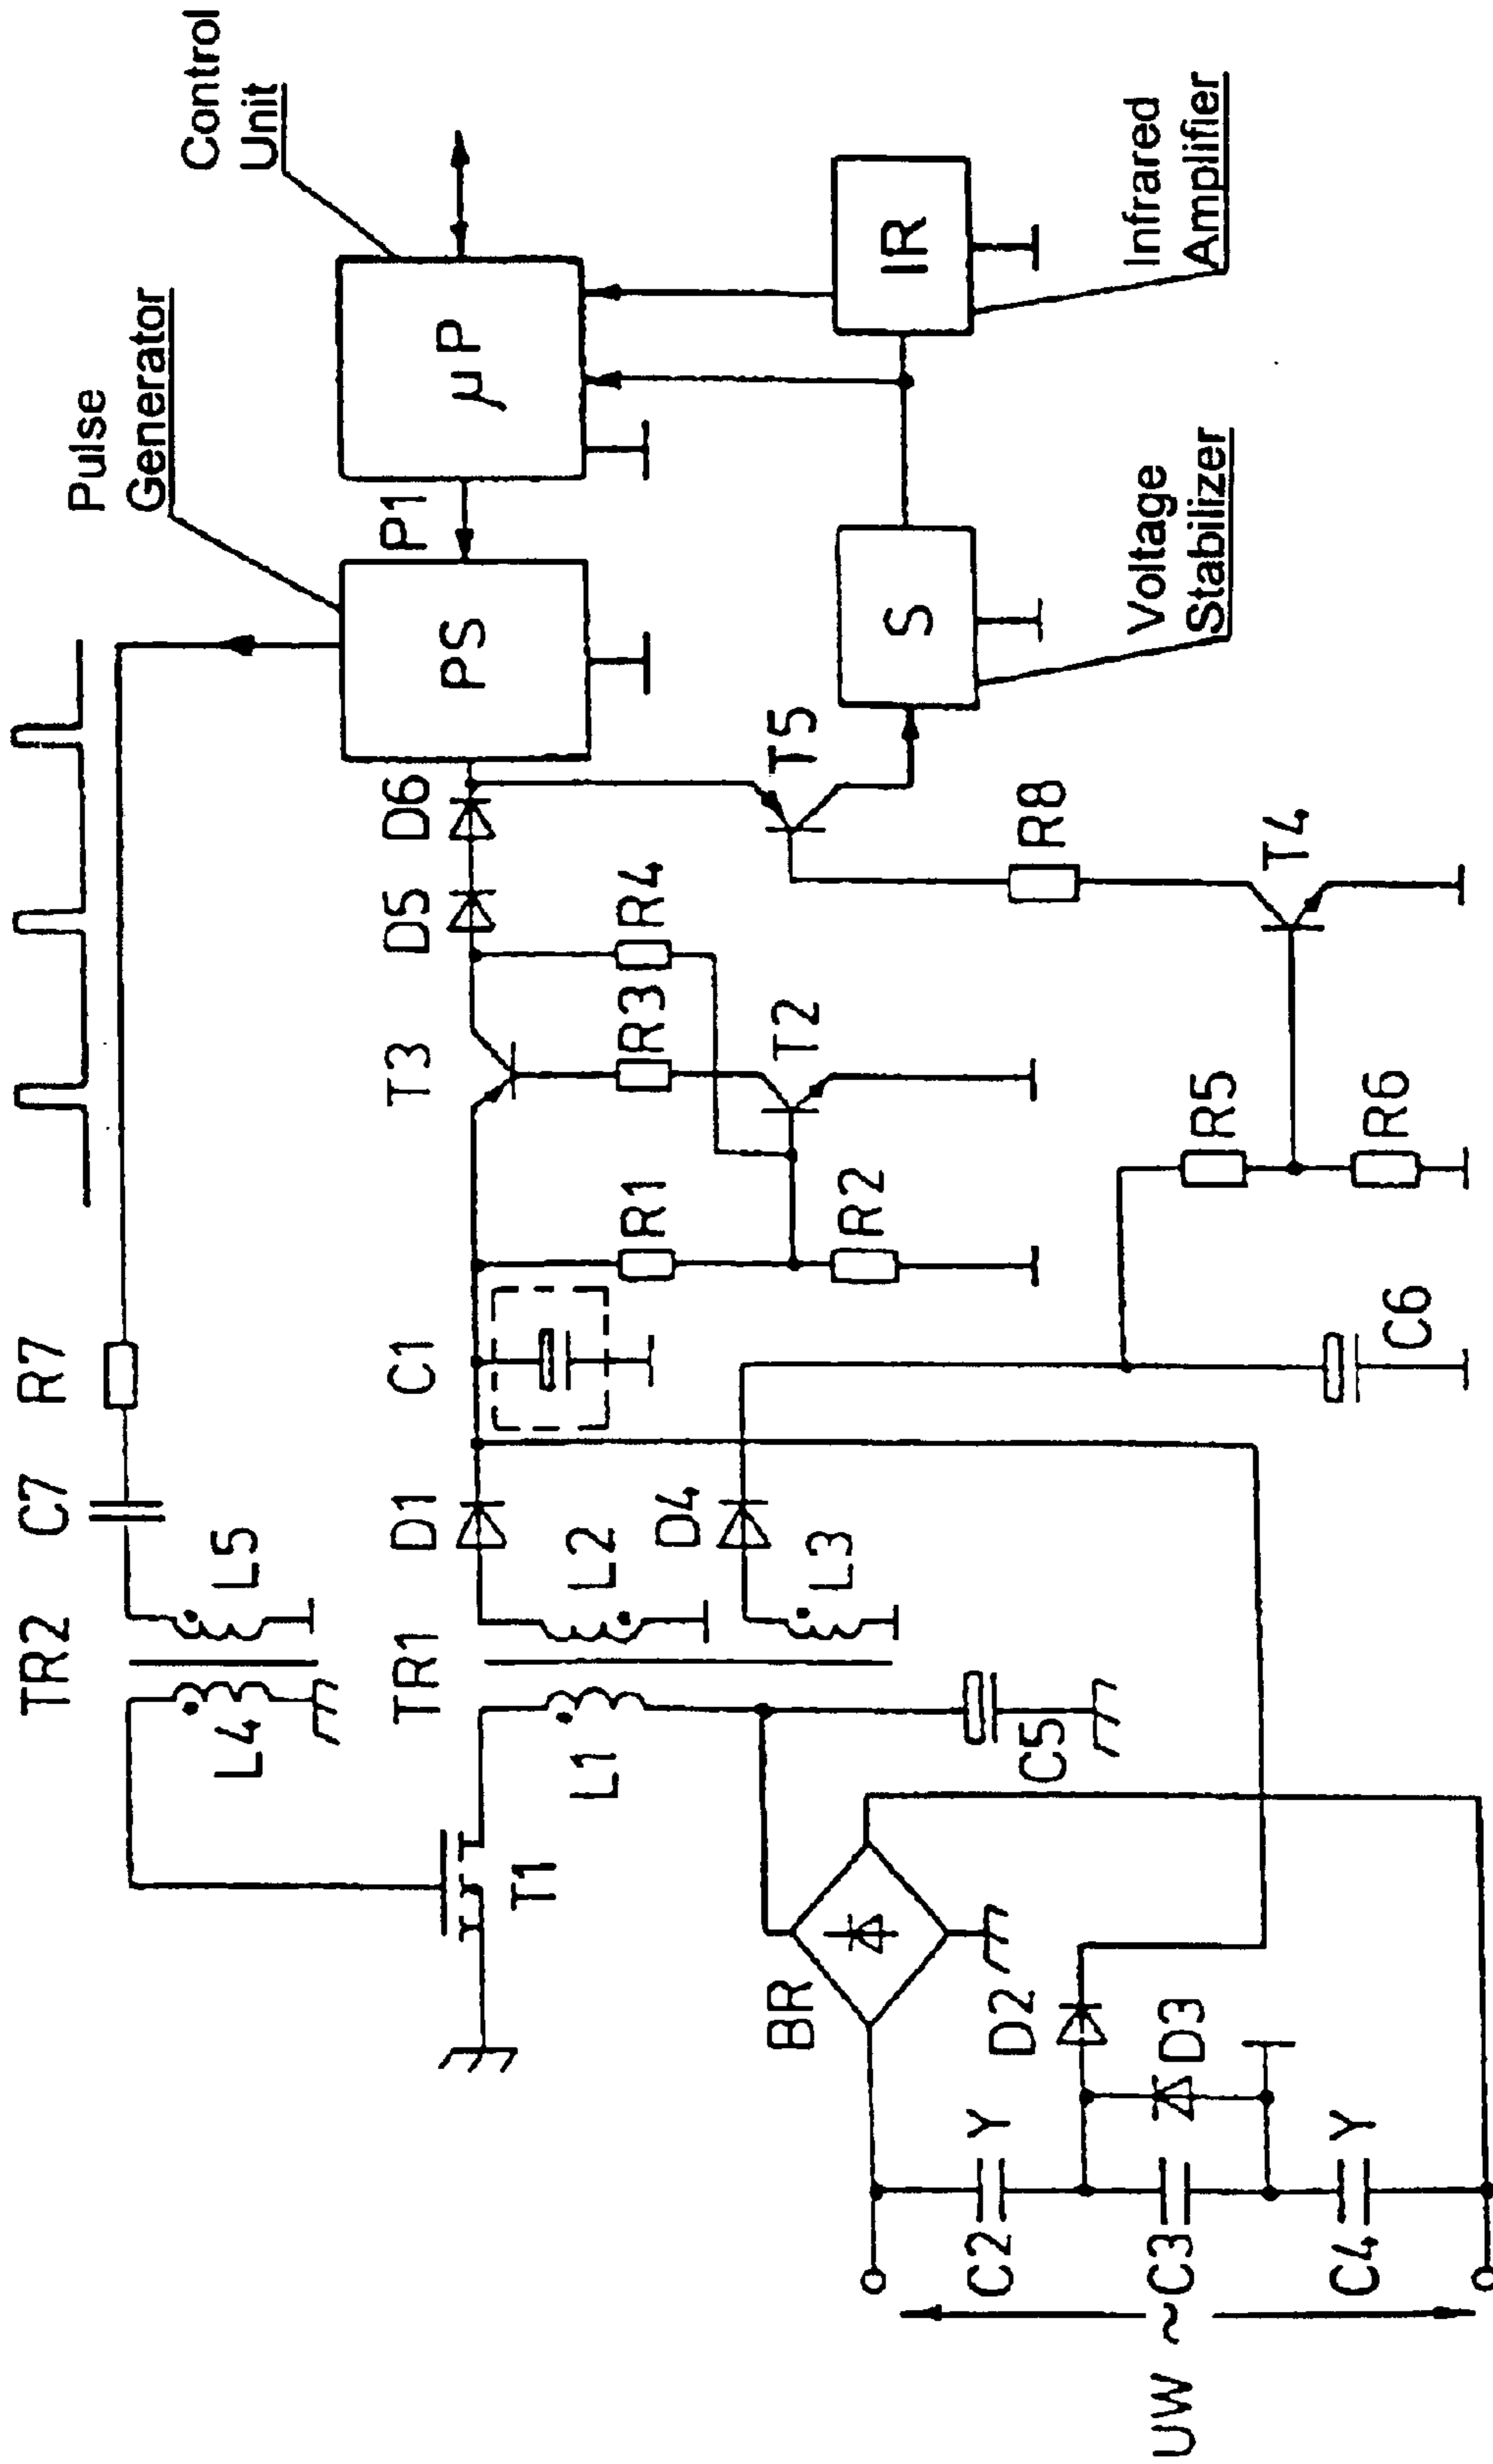 TR2
C7
R7
L4
L5
Pulse
Generator
Control
Unit
T1
TR1
D1
C1
T3
D5
D6
PS
P1
µP
L1
L2
R1
R3
R4
BR
D4
L3
R2
T2
T5
S
IR
C5
D2
R8
Voltage
Stabilizer
Infrared
Amplifier
C2
Y
D3
R5
T4
C3
UW ~
C4
Y
C6
R6